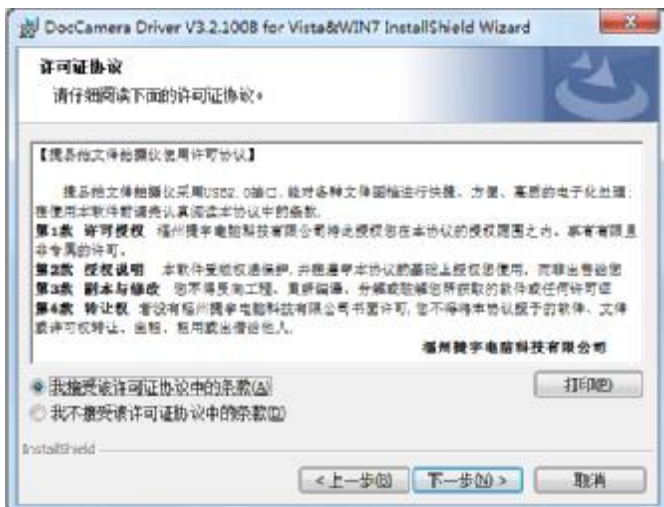 DocCamera Driver V3.2.1008 for Vista&WIN7 InstallShield Wizard
许可证协议
请仔细阅读下面的许可证协议。
【捷易拍文件拍摄仪使用许可协议】
捷易拍文件拍摄仪采用USB2.0接口,能对各种文件图档进行快捷、方便、高质的电子化处理;
在使用本软件前请先认真阅读本协议中的条款.
第1款 许可授权 福州捷宇电脑科技有限公司特此授权您在本协议的授权范围之内,享有有限且
非专属的许可。
第2款 授权说明 本软件受版权法保护,并在遵守本协议的基础上授权您使用,而非出售给您
第3款 副本与修改 您不得反向工程、重新编译、分解或破解您所获取的软件或任何许可证
第4款 转让权 若没有福州捷宇电脑科技有限公司书面许可,您不得将本协议授予的软件、文件
或许可权转让、出租、租用或出借给他人.
福州捷宇电脑科技有限公司
我接受该许可证协议中的条款(A)
打印(P)
我不接受该许可证协议中的条款(D)
InstallShield
<上一步(B)
下一步(N) >
取消